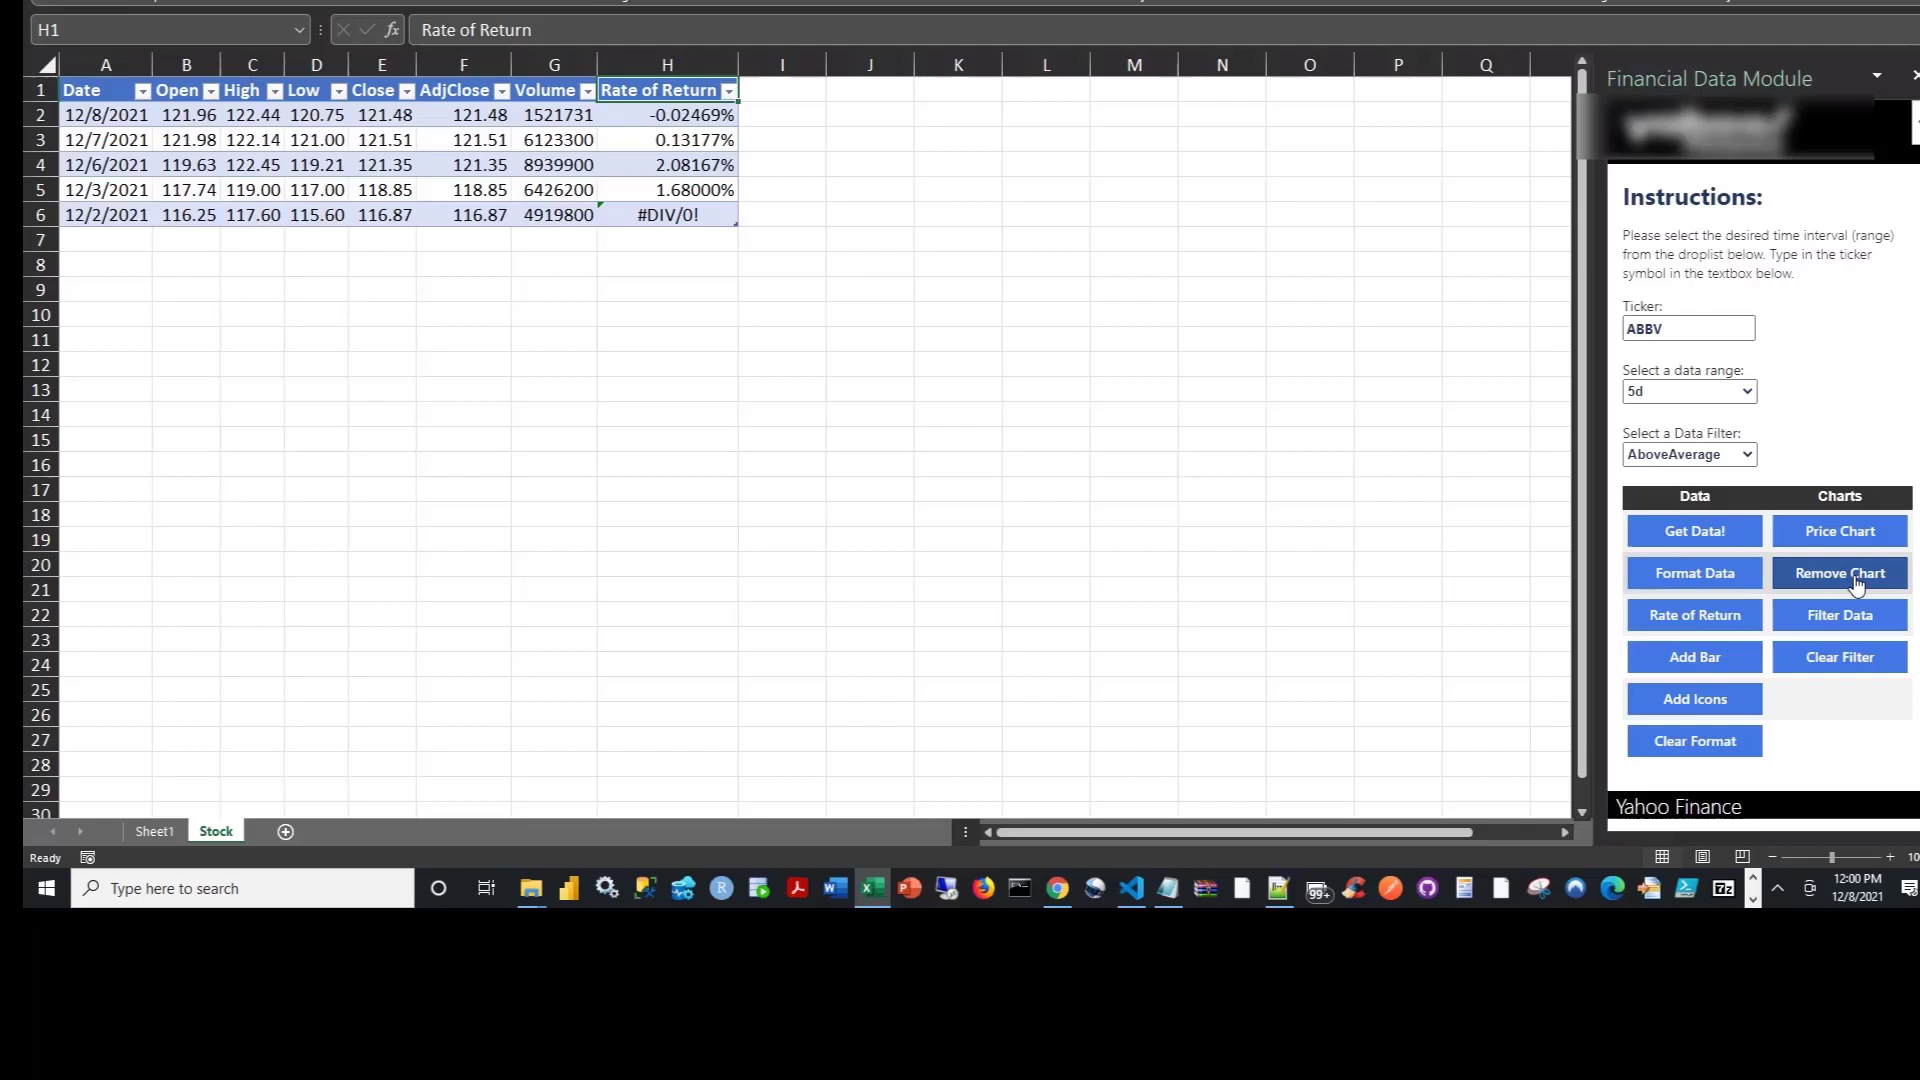 H1
fx
Rate of Return
A B C D E F G H I J K L M N O P Q
1 Date Open High Low Close AdjClose Volume Rate of Return
2 12/8/2021 121.96 122.44 120.75 121.48 121.48 1521731 -0.02469%
3 12/7/2021 121.98 122.14 121.00 121.51 121.51 6123300 0.13177%
4 12/6/2021 119.63 122.45 119.21 121.35 121.35 8939900 2.08167%
5 12/3/2021 117.74 119.00 117.00 118.85 118.85 6426200 1.68000%
6 12/2/2021 116.25 117.60 115.60 116.87 116.87 4919800 #DIV/0!
7
8
9
10
11
12
13
14
15
16
17
18
19
20
21
22
23
24
25
26
27
28
29
30
Financial Data Module
Instructions:
Please select the desired time interval (range)
from the droplist below. Type in the ticker
symbol in the textbox below.
Ticker:
ABBV
Select a data range:
5d
Select a Data Filter:
AboveAverage
Data Charts
Get Data! Price Chart
Format Data Remove Chart
Rate of Return Filter Data
Add Bar Clear Filter
Add Icons
Clear Format
Yahoo Finance
Sheet1 Stock
Ready
10
Type here to search
R
99+
7z
12:00 PM
12/8/2021